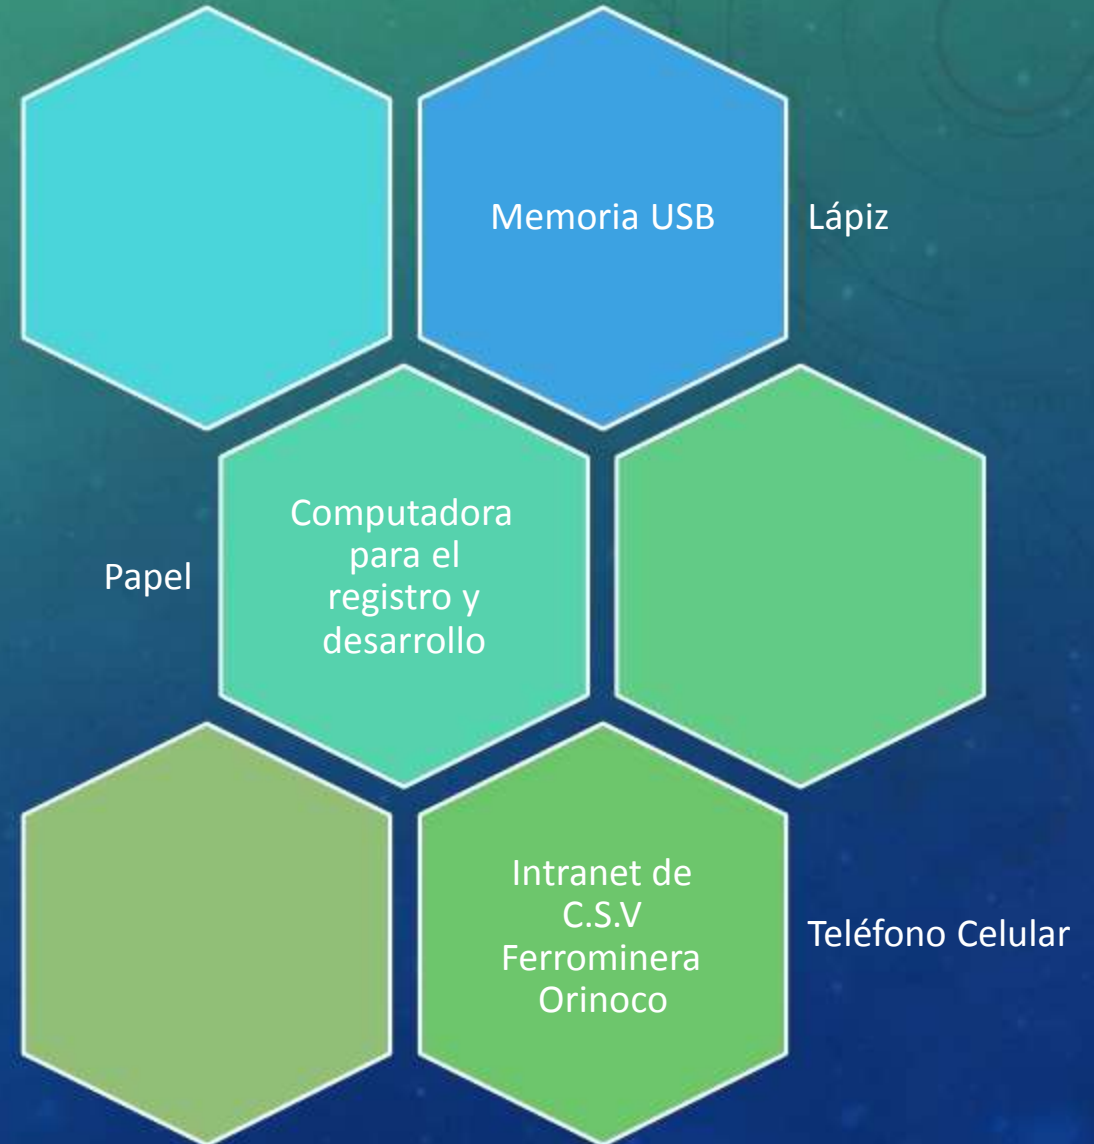 Memoria USB
Lápiz
Papel
Computadora
para el
registro y
desarrollo
Intranet de
C.S.V
Ferrominera
Orinoco
Teléfono Celular